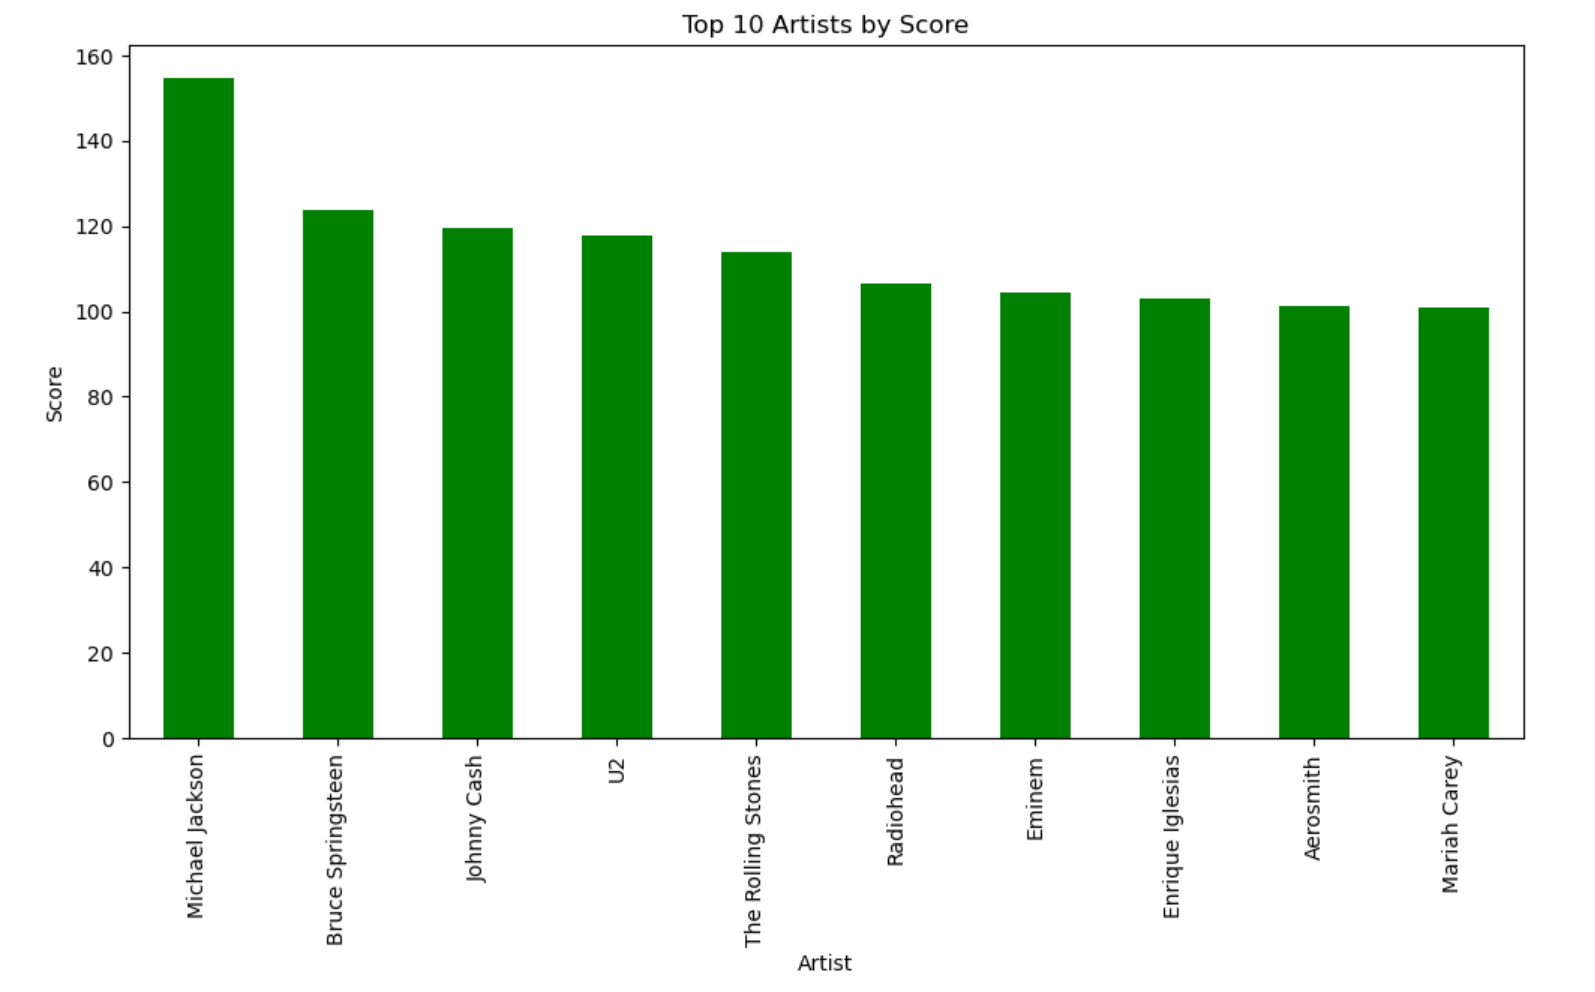 Top 10 Artists by Score
160
140
120
100
80
60
40
20
0
Score
Michael Jackson
Bruce Springsteen
Johnny Cash
U2
The Rolling Stones
Radiohead
Eminem
Enrique Iglesias
Aerosmith
Mariah Carey
Artist